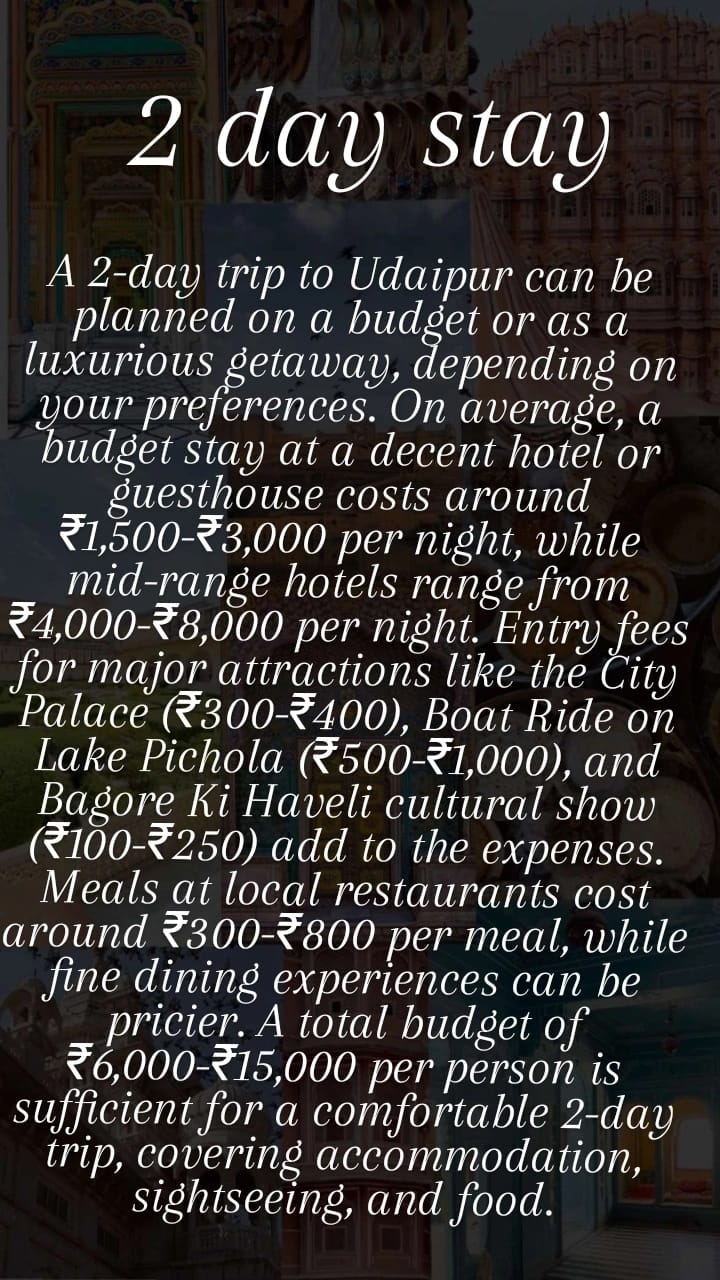 2 day stay
A 2-day trip to Udaipur can be
planned on a budget or as a
luxurious getaway, depending on
your preferences. On average, a
budget stay at a decent hotel or
guesthouse costs around
₹1,500-₹3,000 per night, while
mid-range hotels range from
₹4,000-₹8,000 per night. Entry fees
for major attractions like the City
Palace (₹300-₹400), Boat Ride on
Lake Pichola (₹500-₹1,000), and
Bagore Ki Haveli cultural show
(₹100-₹250) add to the expenses.
Meals at local restaurants cost
around ₹300-₹800 per meal, while
fine dining experiences can be
pricier. A total budget of
₹6,000-₹15,000 per person is
sufficient for a comfortable 2-day
trip, covering accommodation,
sightseeing, and food.